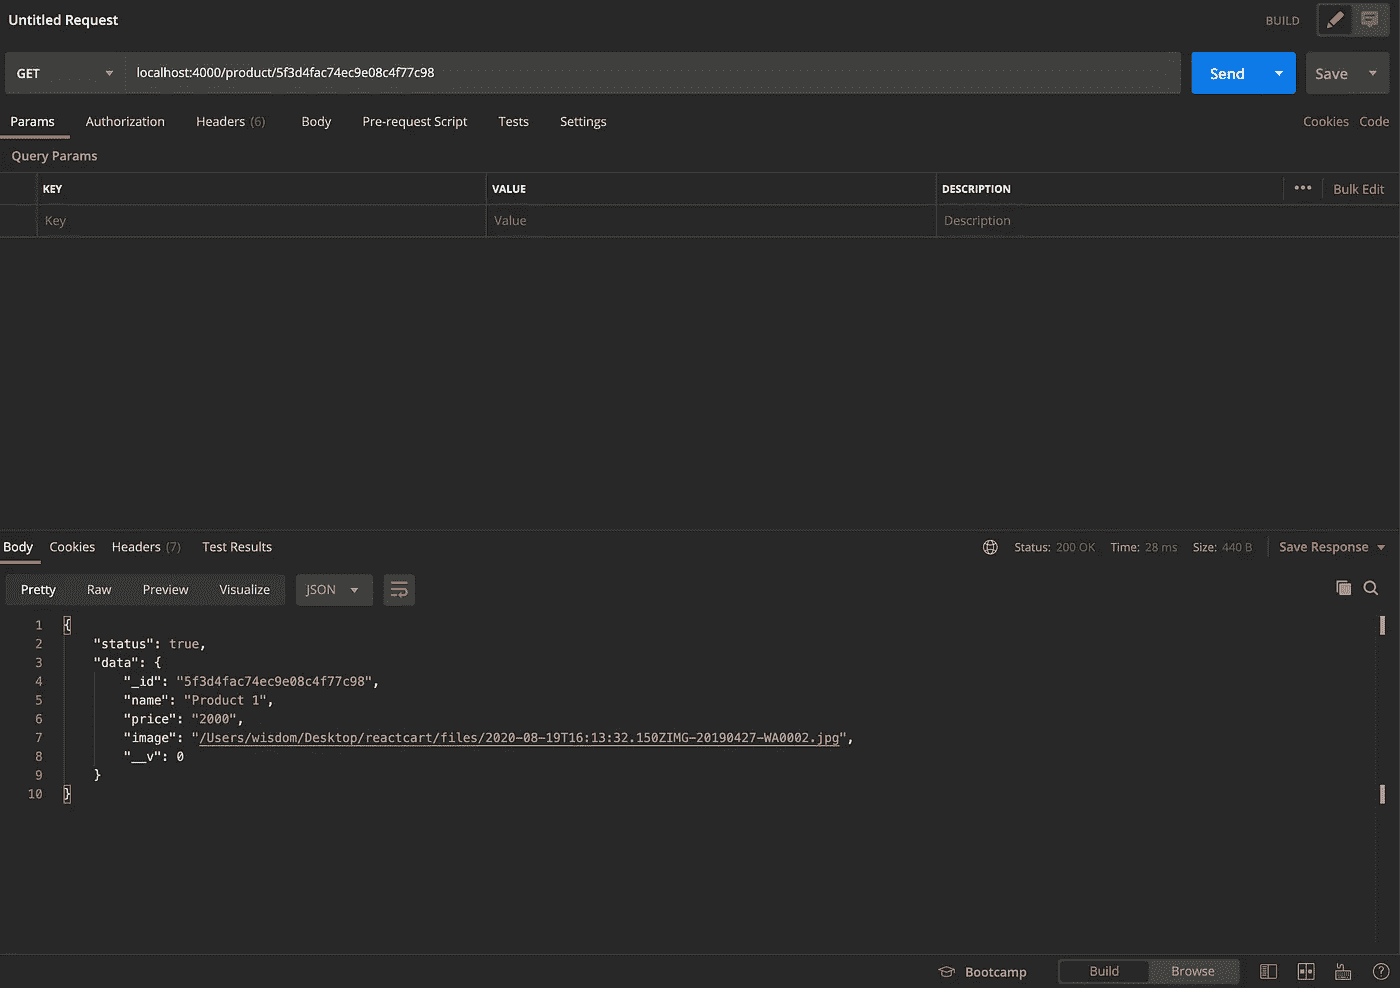 Untitled Request
BUILD
GET
localhost:4000/product/5f3d4fac74ec9e08c4f77c98
Send
Save
Params Authorization Headers (6) Body Pre-request Script Tests Settings Cookies Code
Query Params
KEY VALUE DESCRIPTION ••• Bulk Edit
Key Value Description
Body Cookies Headers (7) Test Results Status: 200 OK Time: 28 ms Size: 440 B Save Response
Pretty Raw Preview Visualize JSON
1 {
2 "status": true,
3 "data": {
4 "_id": "5f3d4fac74ec9e08c4f77c98",
5 "name": "Product 1",
6 "price": "2000",
7 "image": "/Users/wisdom/Desktop/reactcart/files/2020-08-19T16:13:32.150ZIMG-20190427-WA0002.jpg",
8 "__v": 0
9 }
10 }
Bootcamp Build Browse ?